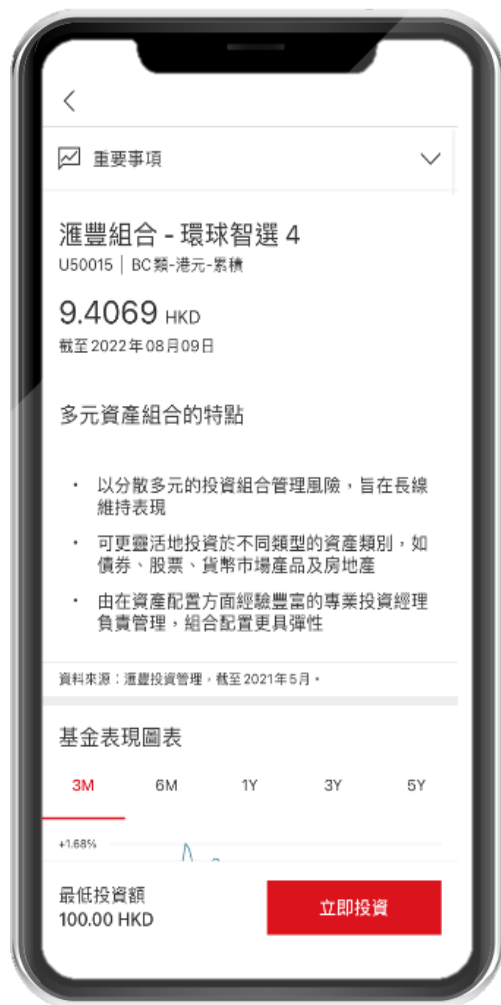 重要事項
滙豐組合 - 環球智選 4
U50015 | BC類-港元-累積
9.4069 HKD
截至2022年08月09日
多元資產組合的特點
· 以分散多元的投資組合管理風險，旨在長線
維持表現
· 可更靈活地投資於不同類型的資產類別，如
債券、股票、貨幣市場產品及房地產
· 由在資產配置方面經驗豐富的專業投資經理
負責管理，組合配置更具彈性
資料來源：滙豐投資管理，截至2021年5月。
基金表現圖表
3M 6M 1Y 3Y 5Y
+1.68%
最低投資額
100.00 HKD
立即投資